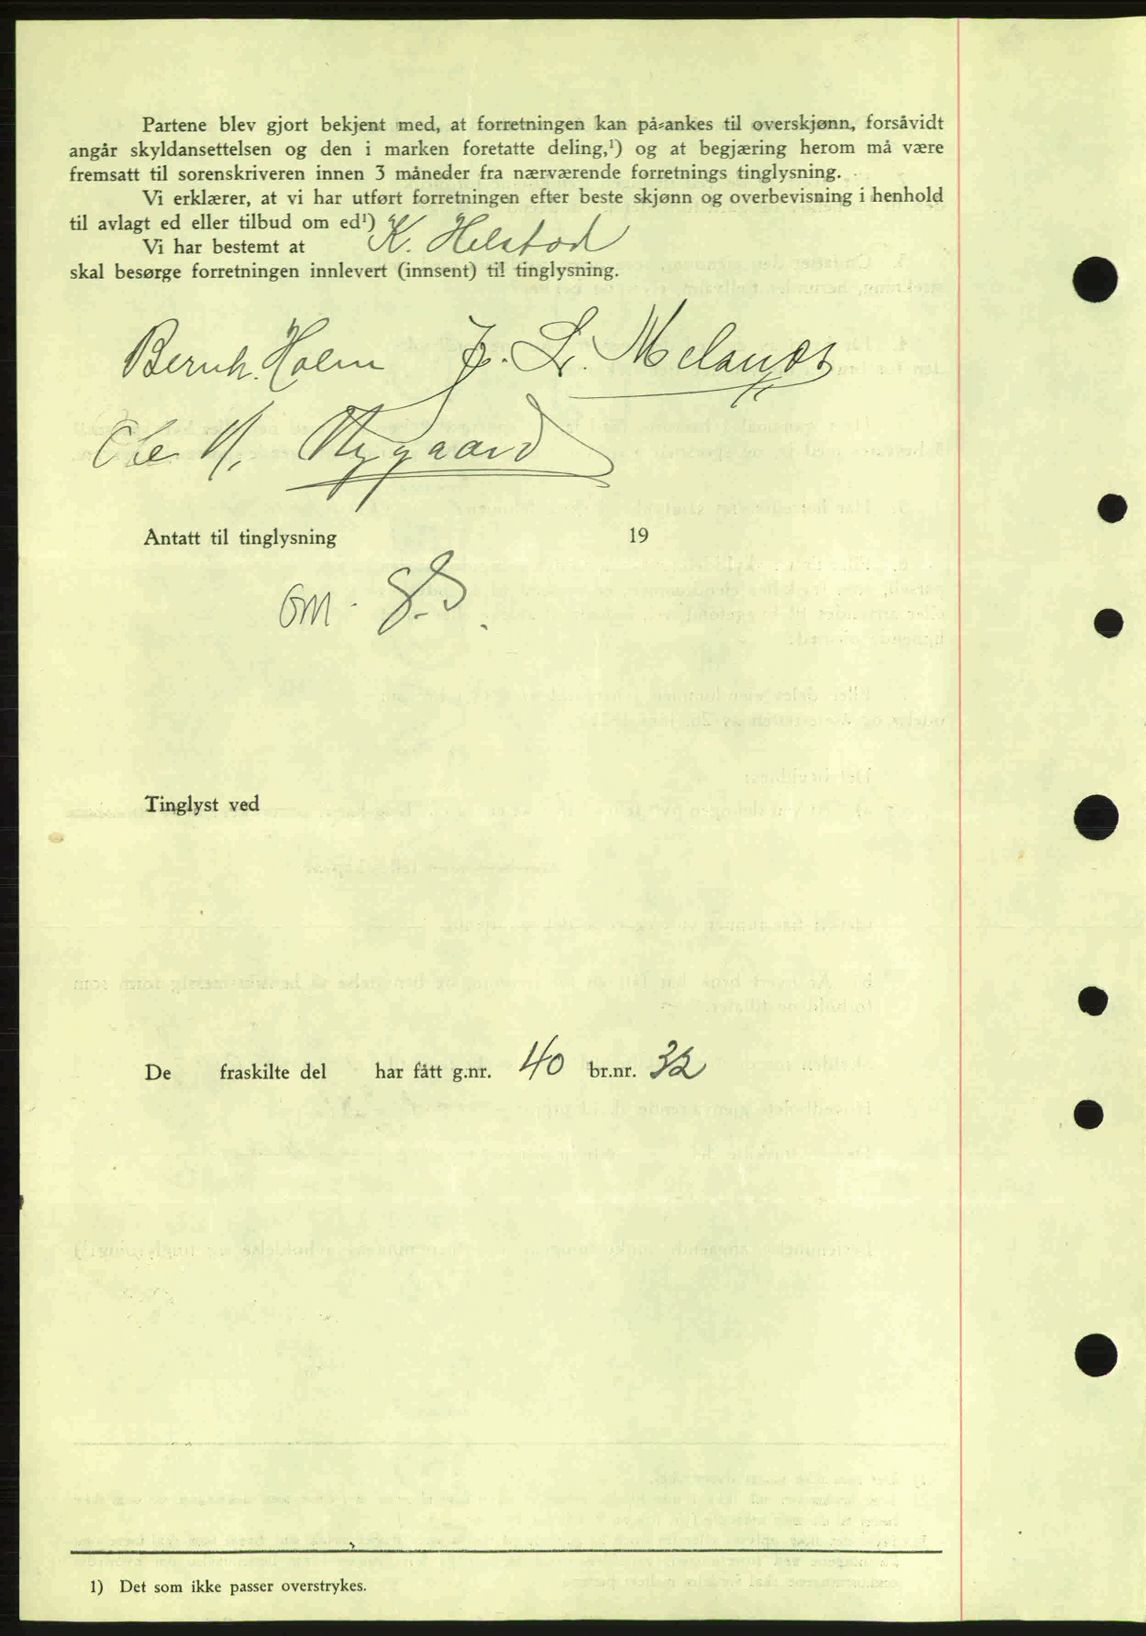 Partene blev gjort bekjent med, at forretningen kan på-ankes til overskjønn, forsåvidt
angår skyldansettelsen og den i marken foretatte deling,¹) og at begjæring herom må være
fremsatt til sorenskriveren innen 3 måneder fra nærværende forretnings tinglysning.
Vi erklærer, at vi har utført forretningen efter beste skjønn og overbevisning i henhold
til avlagt ed eller tilbud om ed¹)
Vi har bestemt at K. Helstad
skal besørge forretningen innlevert (innsent) til tinglysning.
Bernh. Holm J. L. Melanos
Ole N. Nygaard
Antatt til tinglysning 19
GM. G.S.
Tinglyst ved
De fraskilte del har fått g.nr. 40 br.nr. 32
1) Det som ikke passer overstrykes.